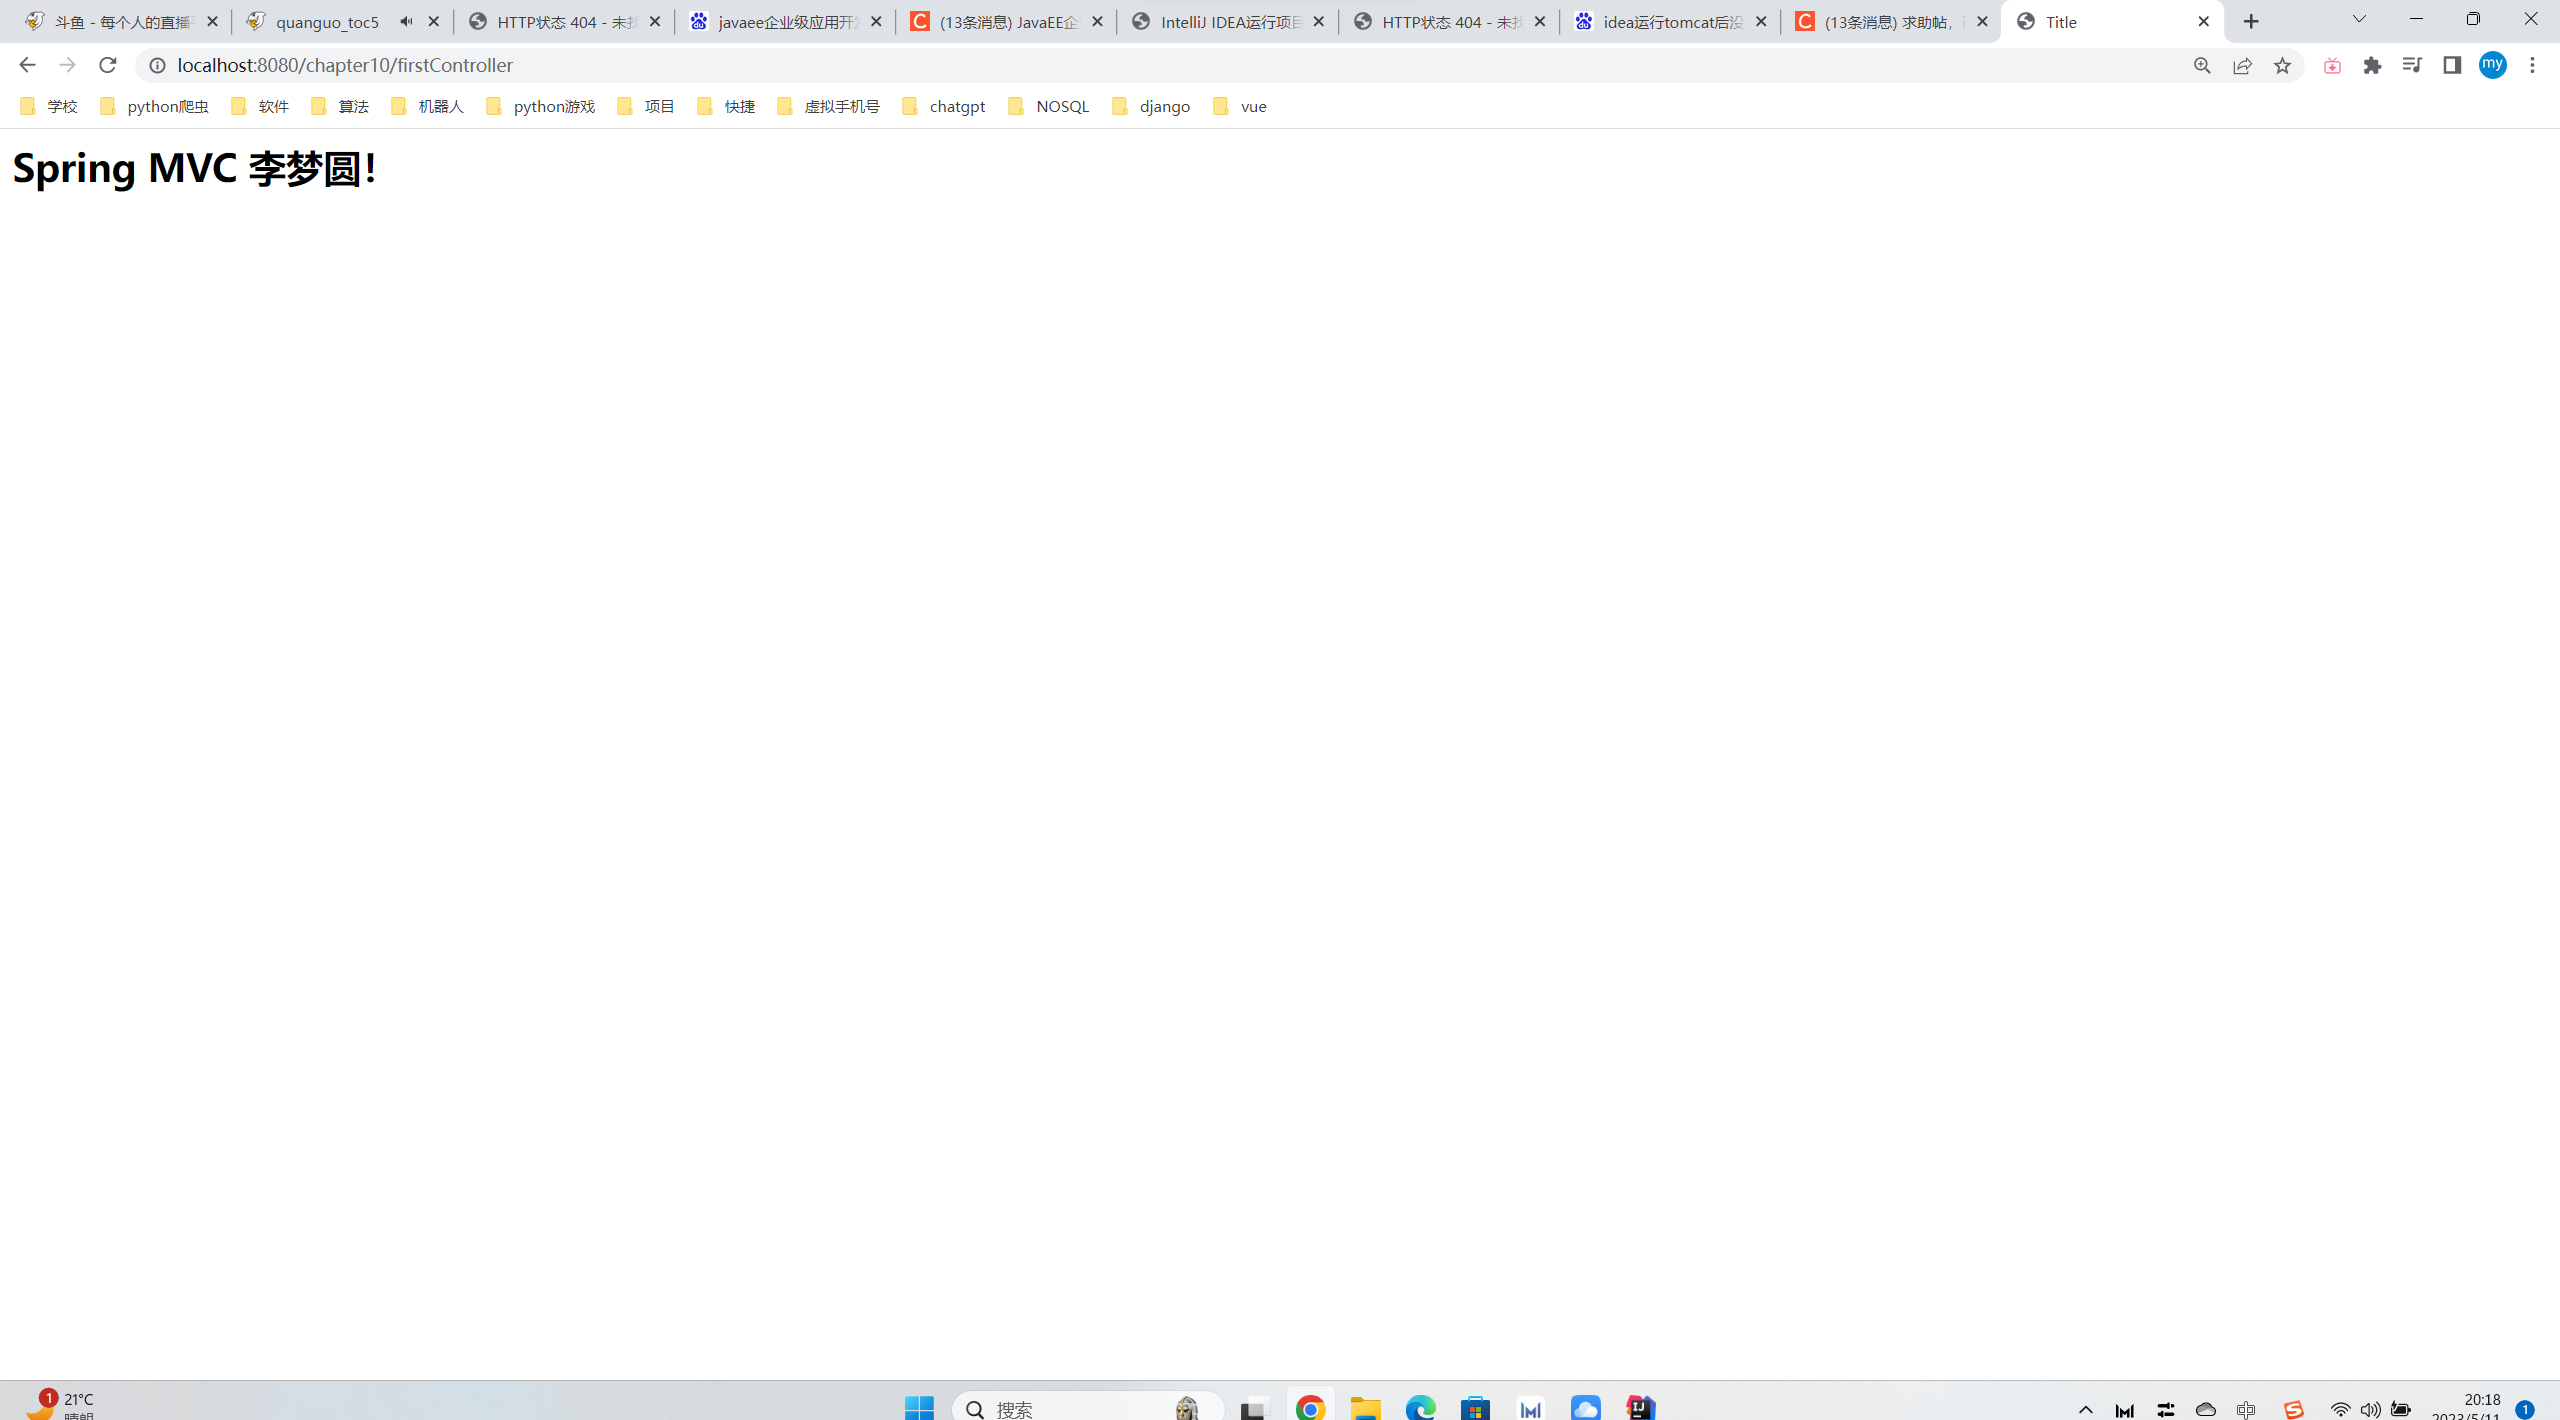 斗鱼 - 每个人的直播
quanguo_toc5
HTTP状态 404 - 未
javaee企业级应用开
(13条消息) JavaEE企
IntelliJ IDEA运行项目
HTTP状态 404 - 未
idea运行tomcat后没
(13条消息) 求助帖，i
Title
localhost:8080/chapter10/firstController
my
学校
python爬虫
软件
算法
机器人
python游戏
项目
快捷
虚拟手机号
chatgpt
NOSQL
django
vue
Spring MVC 李梦圆！
1
21°C
晴朗
搜索
中
20:18
2023/5/11
1